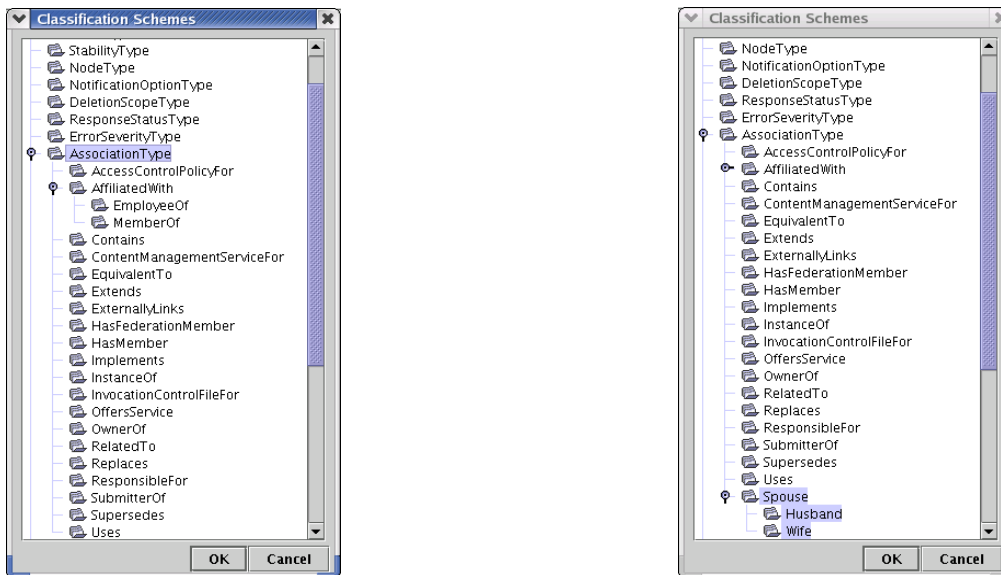 Classification Schemes
StabilityType
NodeType
NotificationOptionType
DeletionScopeType
ResponseStatusType
ErrorSeverityType
AssociationType
AccessControlPolicyFor
AffiliatedWith
EmployeeOf
MemberOf
Contains
ContentManagementServiceFor
EquivalentTo
Extends
ExternallyLinks
HasFederationMember
HasMember
Implements
InstanceOf
InvocationControlFileFor
OffersService
OwnerOf
RelatedTo
Replaces
ResponsibleFor
SubmitterOf
Supersedes
Uses
OK Cancel
Classification Schemes
NodeType
NotificationOptionType
DeletionScopeType
ResponseStatusType
ErrorSeverityType
AssociationType
AccessControlPolicyFor
AffiliatedWith
Contains
ContentManagementServiceFor
EquivalentTo
Extends
ExternallyLinks
HasFederationMember
HasMember
Implements
InstanceOf
InvocationControlFileFor
OffersService
OwnerOf
RelatedTo
Replaces
ResponsibleFor
SubmitterOf
Supersedes
Uses
Spouse
Husband
Wife
OK Cancel